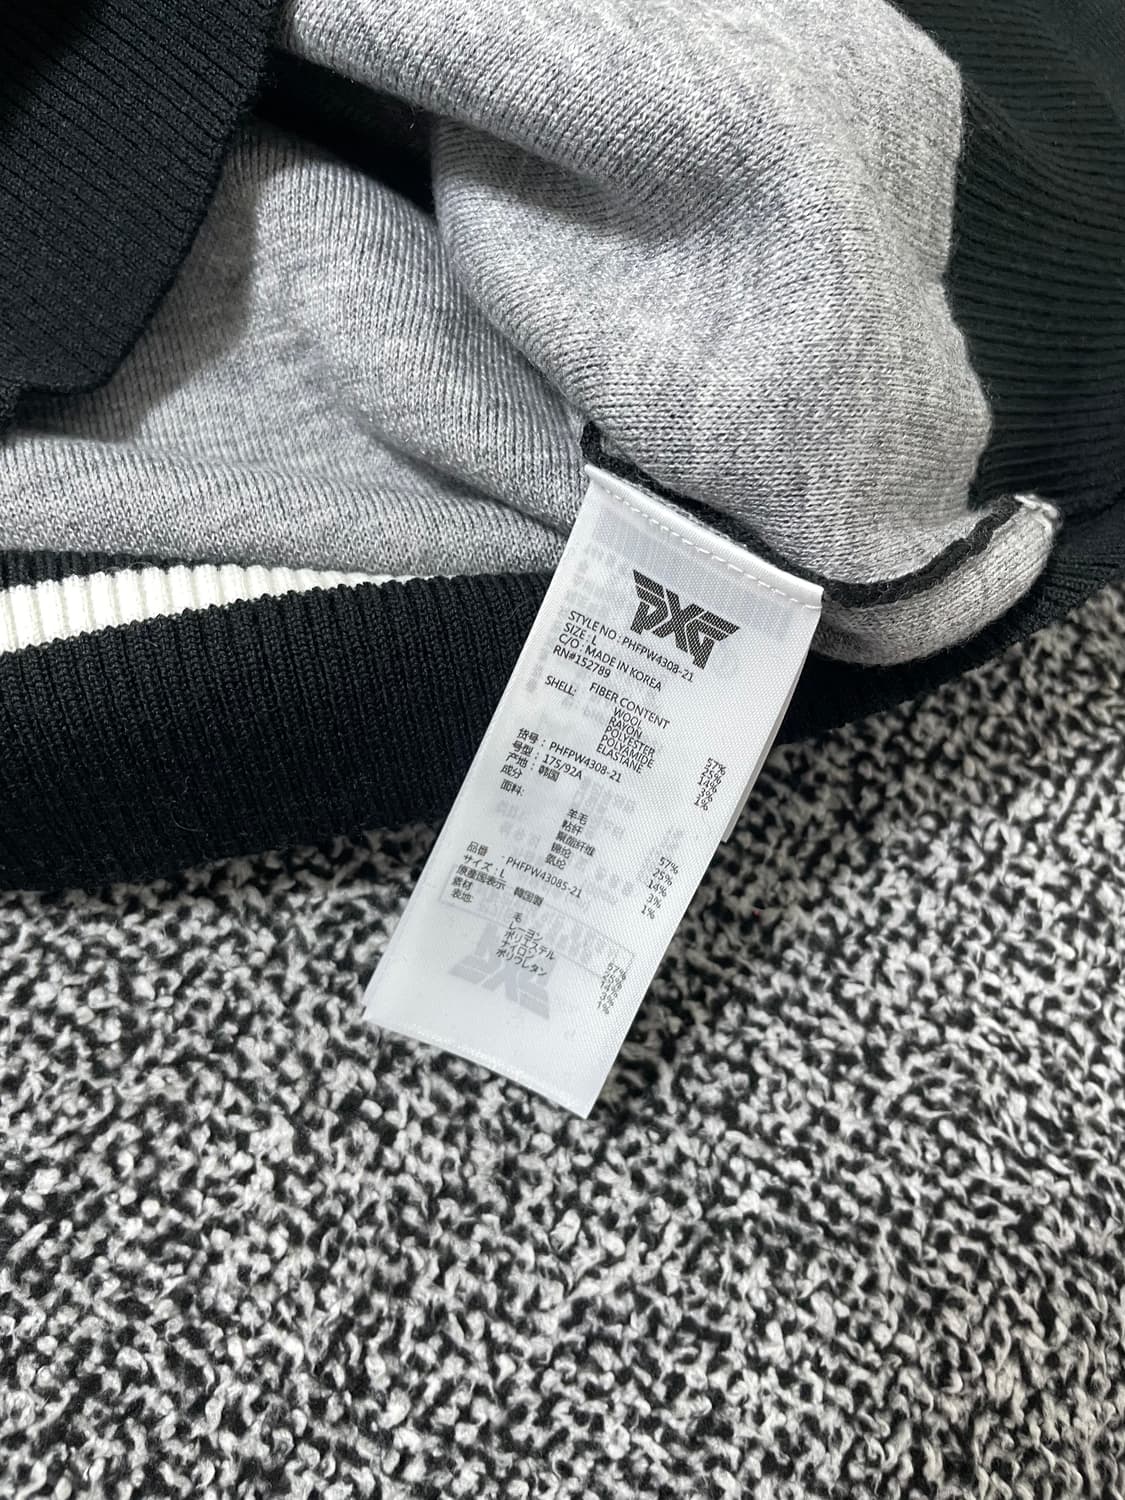 PXG
STYLE NO : PHFPW4308-21
SIZE : L
C/O : MADE IN KOREA
RN#152789
SHELL: FIBER CONTENT
WOOL 57%
RAYON 25%
POLYESTER 14%
POLYAMIDE 3%
ELASTANE 1%
货号 : PHFPW4308-21
号型 : 175/92A
产地 : 韩国
成分
面料:
羊毛 57%
粘纤 25%
聚酯纤维 14%
锦纶 3%
氨纶 1%
品番 : PHFPW4308S-21
サイズ : L
原産国表示 韓国製
素材
表地:
毛 57%
レーヨン 25%
ポリエステル 14%
ナイロン 3%
ポリウレタン 1%